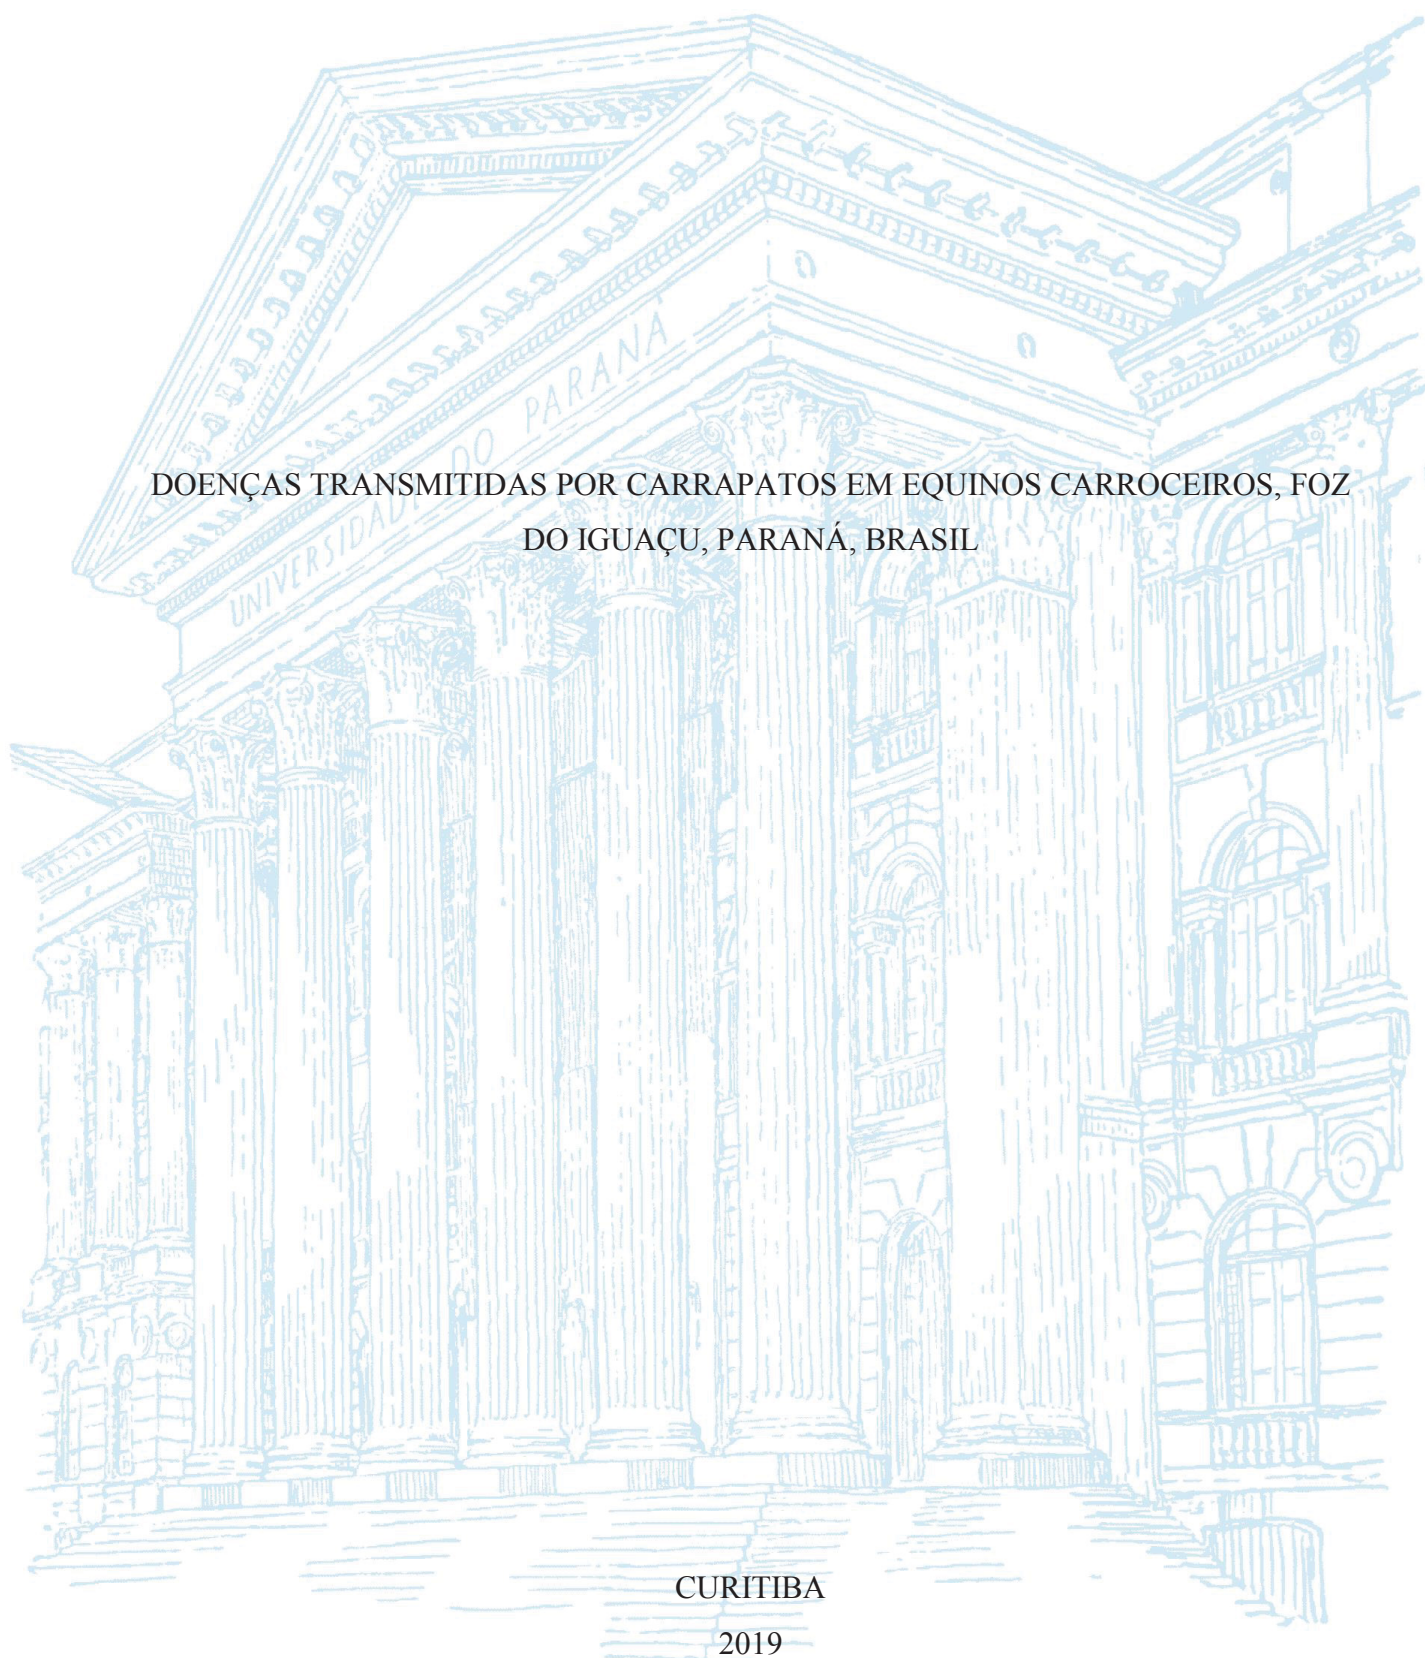 UNIVERSIDADE DO PARANÁ
DOENÇAS TRANSMITIDAS POR CARRAPATOS EM EQUINOS CARROCEIROS, FOZ
DO IGUAÇU, PARANÁ, BRASIL
CURITIBA
2019